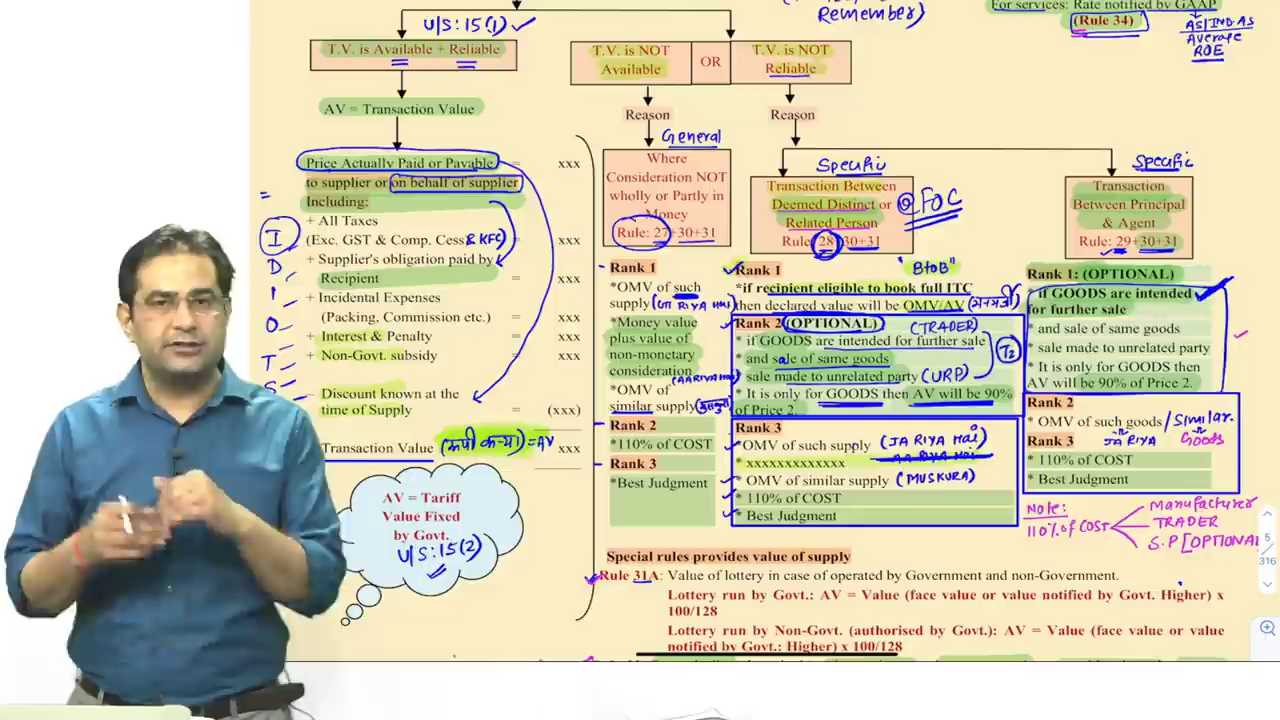 Remember)
For services: Rate notified by GAAP
(Rule 34)
AS/IND-AS
Average
ROE
U/S: 15(1)
T.V. is Available + Reliable
T.V. is NOT
Available
OR
T.V. is NOT
Reliable
AV = Transaction Value
Reason
Reason
General
Specific
Specific
Price Actually Paid or Payable = xxx
to supplier or on behalf of supplier
Including:
+ All Taxes
(Exc. GST & Comp. Cess & KFC) = xxx
+ Supplier's obligation paid by
Recipient = xxx
+ Incidental Expenses
(Packing, Commission etc.) = xxx
+ Interest & Penalty = xxx
+ Non-Govt. subsidy = xxx
- Discount known at the
time of Supply = (xxx)
Transaction Value = AV xxx
I
D
I
O
T
S
AV = Tariff
Value Fixed
by Govt.
U/S: 15(2)
Where
Consideration NOT
wholly or Partly in
Money
Rule: 27+30+31
Rank 1
*OMV of such
supply (JA RIYA HAI)
*Money value
plus value of
non-monetary
consideration
(AA RIYA HAI)
*OMV of
similar supply
Rank 2
*110% of COST
Rank 3
*Best Judgment
Transaction Between
Deemed Distinct or
Related Person
Rule: 28+30+31
@ FOC
"BtoB"
Rank 1
*if recipient eligible to book full ITC
then declared value will be OMV/AV
Rank 2 (OPTIONAL) (TRADER)
* if GOODS are intended for further sale
* and sale of same goods
* sale made to unrelated party (URP)
* It is only for GOODS then AV will be 90%
of Price 2.
T2
Rank 3
*OMV of such supply (JA RIYA HAI)
* xxxxxxxxxxxxx AA RIYA HAI
* OMV of similar supply (MUSKURA)
* 110% of COST
* Best Judgment
Transaction
Between Principal
& Agent
Rule: 29+30+31
Rank 1: (OPTIONAL)
* if GOODS are intended
for further sale
* and sale of same goods
* sale made to unrelated party
* It is only for GOODS then
AV will be 90% of Price 2.
Rank 2
* OMV of such goods / Similar
JA RIYA Goods
Rank 3
* 110% of COST
* Best Judgment
Note:
110% of COST
Manufacturer
TRADER
S.P [OPTIONAL
Special rules provides value of supply
Rule 31A: Value of lottery in case of operated by Government and non-Government.
Lottery run by Govt.: AV = Value (face value or value notified by Govt. Higher) x
100/128
Lottery run by Non-Govt. (authorised by Govt.): AV = Value (face value or value
notified by Govt.: Higher) x 100/128
5
316